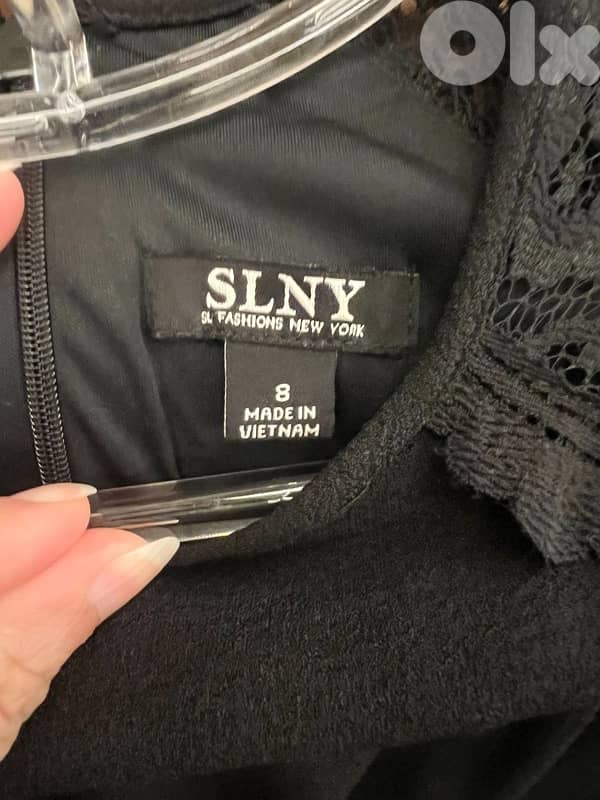 Olx
SLNY
SL FASHIONS NEW YORK
8
MADE IN
VIETNAM